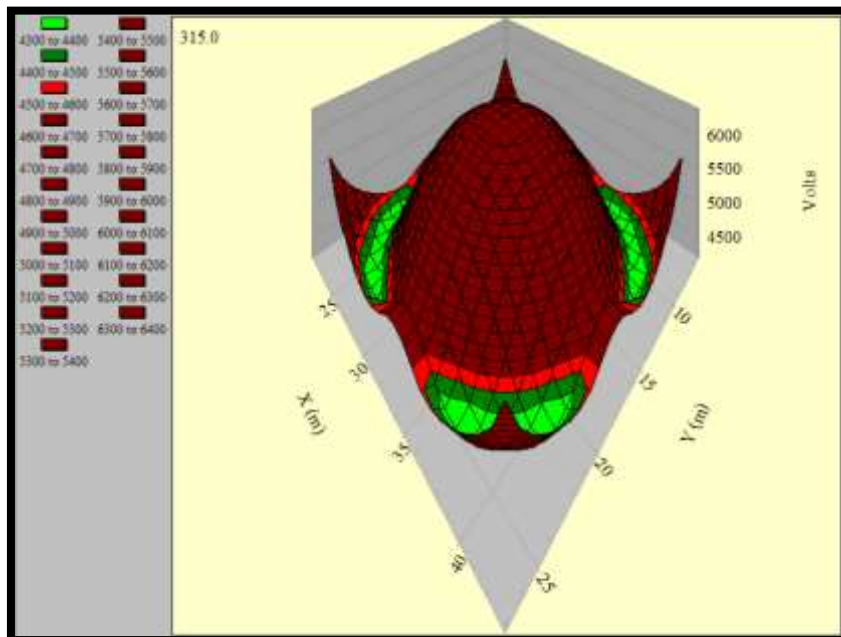 4300 to 4400 5400 to 5500
4400 to 4500 5500 to 5600
4500 to 4600 5600 to 5700
4600 to 4700 5700 to 5800
4700 to 4800 5800 to 5900
4800 to 4900 5900 to 6000
4900 to 5000 6000 to 6100
5000 to 5100 6100 to 6200
5100 to 5200 6200 to 6300
5200 to 5300 6300 to 6400
5300 to 5400
315.0
6000
5500
5000
4500
Volts
25
30
35
40
X (m)
10
15
20
25
Y (m)